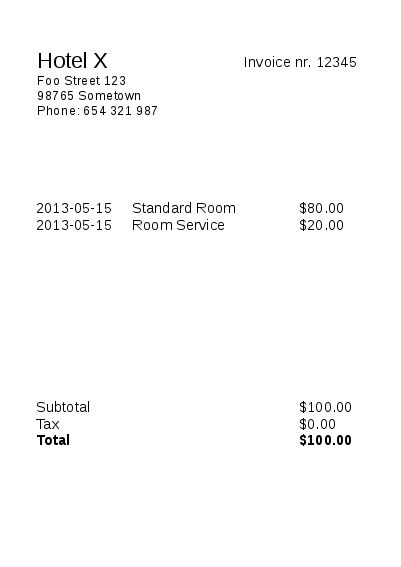 Hotel X
Invoice nr. 12345
Foo Street 123
98765 Sometown
Phone: 654 321 987
2013-05-15 Standard Room $80.00
2013-05-15 Room Service $20.00
Subtotal $100.00
Tax $0.00
Total $100.00